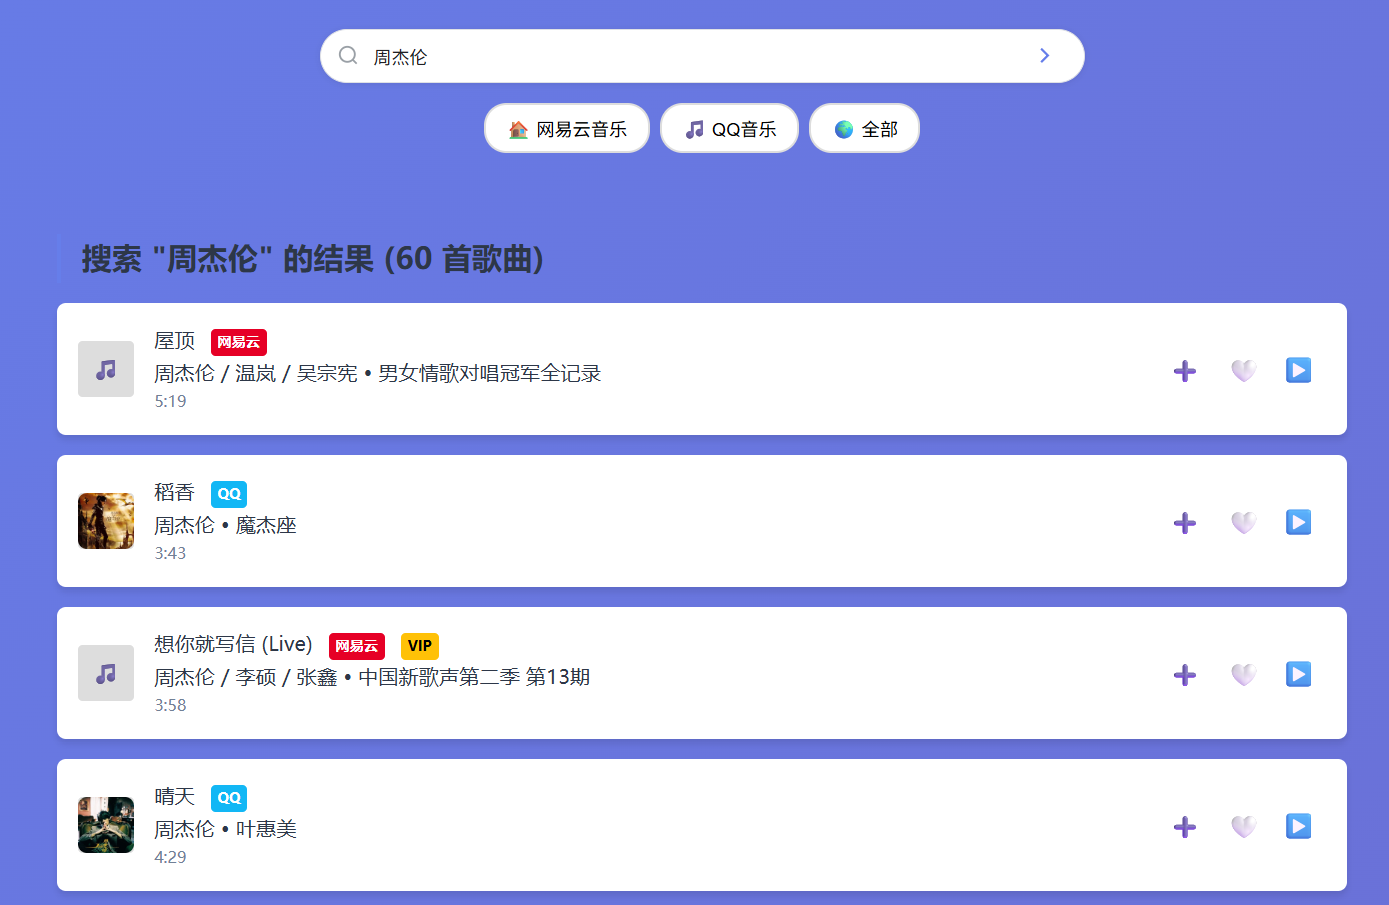 周杰伦
网易云音乐 QQ音乐 全部
搜索 "周杰伦" 的结果 (60 首歌曲)
屋顶 网易云
周杰伦 / 温岚 / 吴宗宪 • 男女情歌对唱冠军全记录
5:19
稻香 QQ
周杰伦 • 魔杰座
3:43
想你就写信 (Live) 网易云 VIP
周杰伦 / 李硕 / 张鑫 • 中国新歌声第二季 第13期
3:58
晴天 QQ
周杰伦 • 叶惠美
4:29